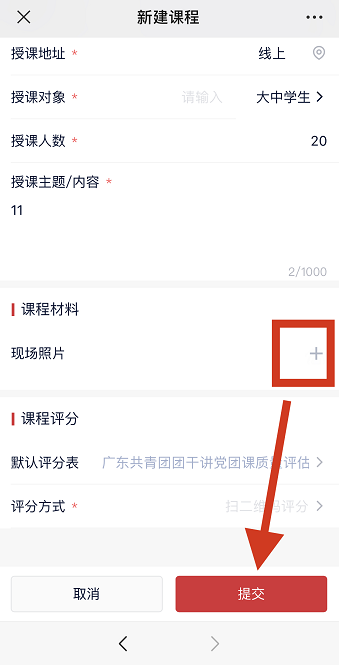 新建课程
授课地址 * 线上
授课对象 * 请输入 大中学生
授课人数 * 20
授课主题/内容 *
11
2/1000
课程材料
现场照片
课程评分
默认评分表 广东共青团团干讲党团课质量评估
评分方式 * 扫二维码评分
取消 提交